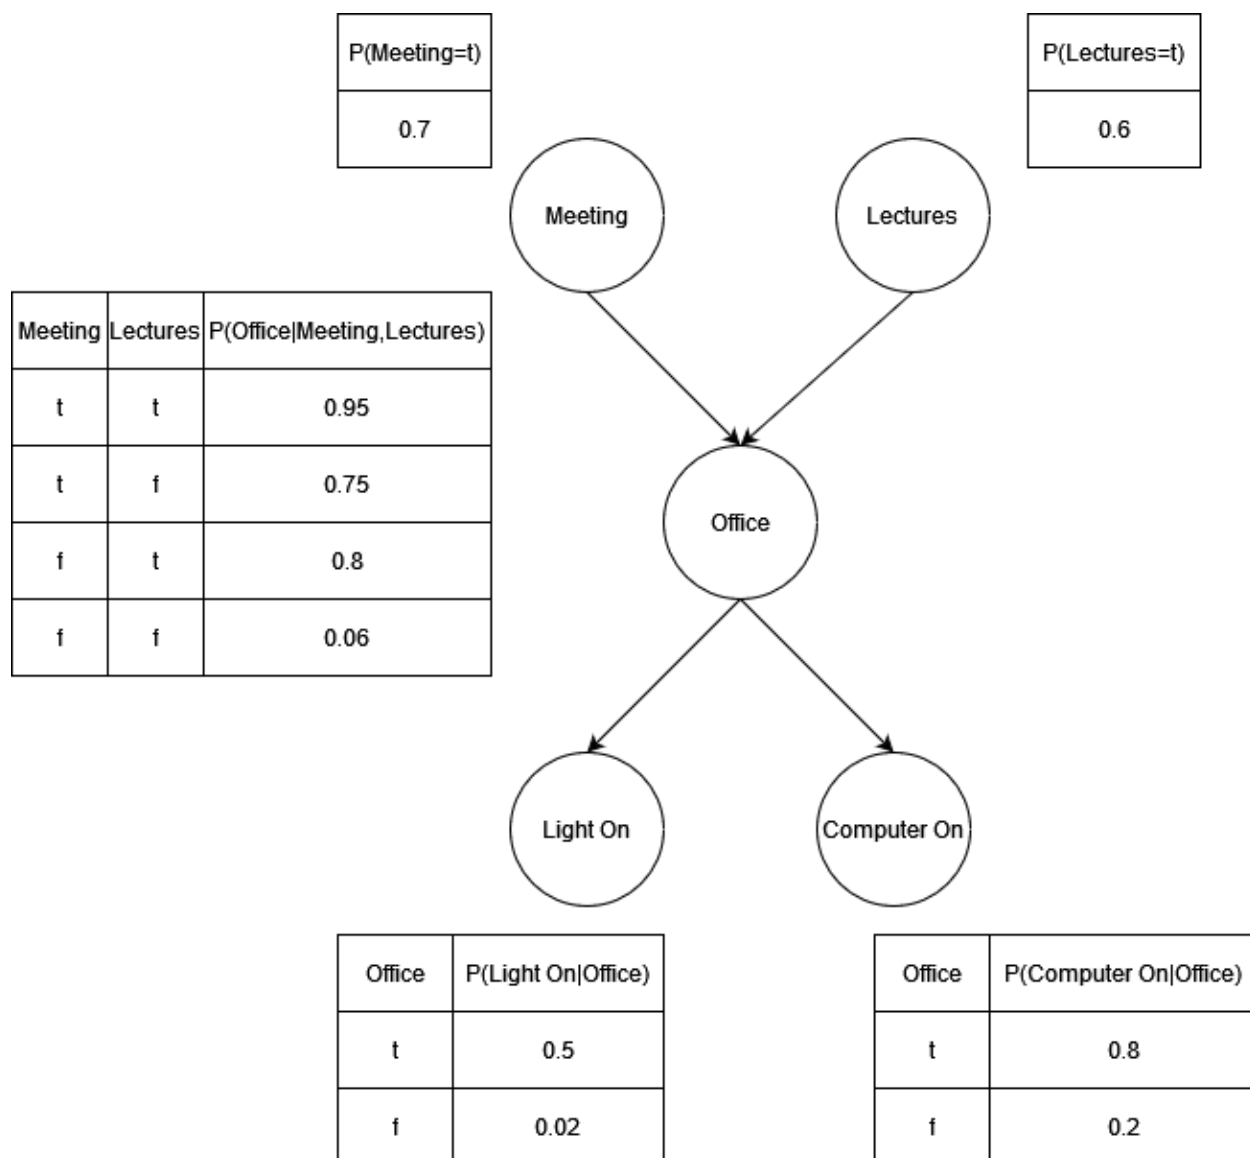 P(Meeting=t)
0.7
P(Lectures=t)
0.6
Meeting
Lectures
Meeting Lectures P(Office|Meeting,Lectures)
t t 0.95
t f 0.75
f t 0.8
f f 0.06
Office
Light On
Computer On
Office P(Light On|Office)
t 0.5
f 0.02
Office P(Computer On|Office)
t 0.8
f 0.2